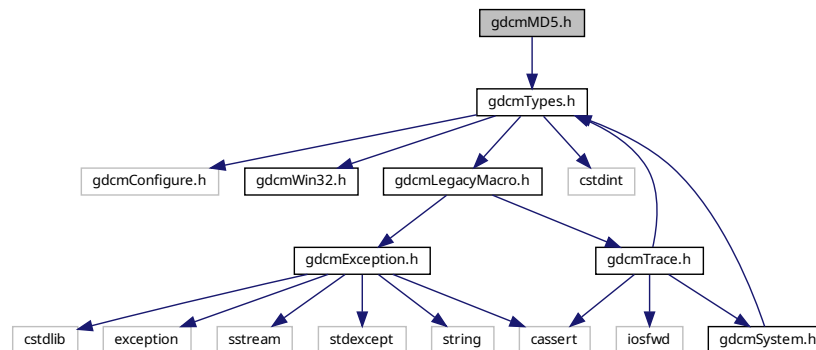 gdcmMD5.h
gdcmTypes.h
gdcmConfigure.h
gdcmWin32.h
gdcmLegacyMacro.h
cstdint
gdcmException.h
gdcmTrace.h
cstdlib
exception
sstream
stdexcept
string
cassert
iosfwd
gdcmSystem.h